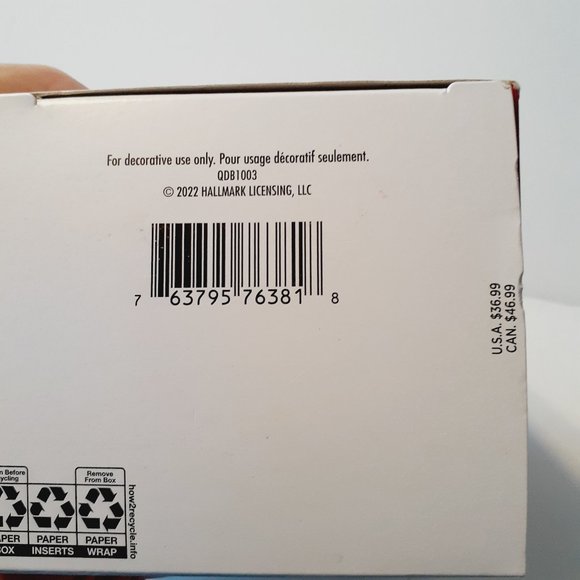 For decorative use only. Pour usage décoratif seulement.
QDB1003
© 2022 HALLMARK LICENSING, LLC
7 63795 76381 8
U.S.A. $36.99
CAN. $46.99
Before
Remove
From Box
PAPER
PAPER
INSERTS
WRAP
how2recycle.info